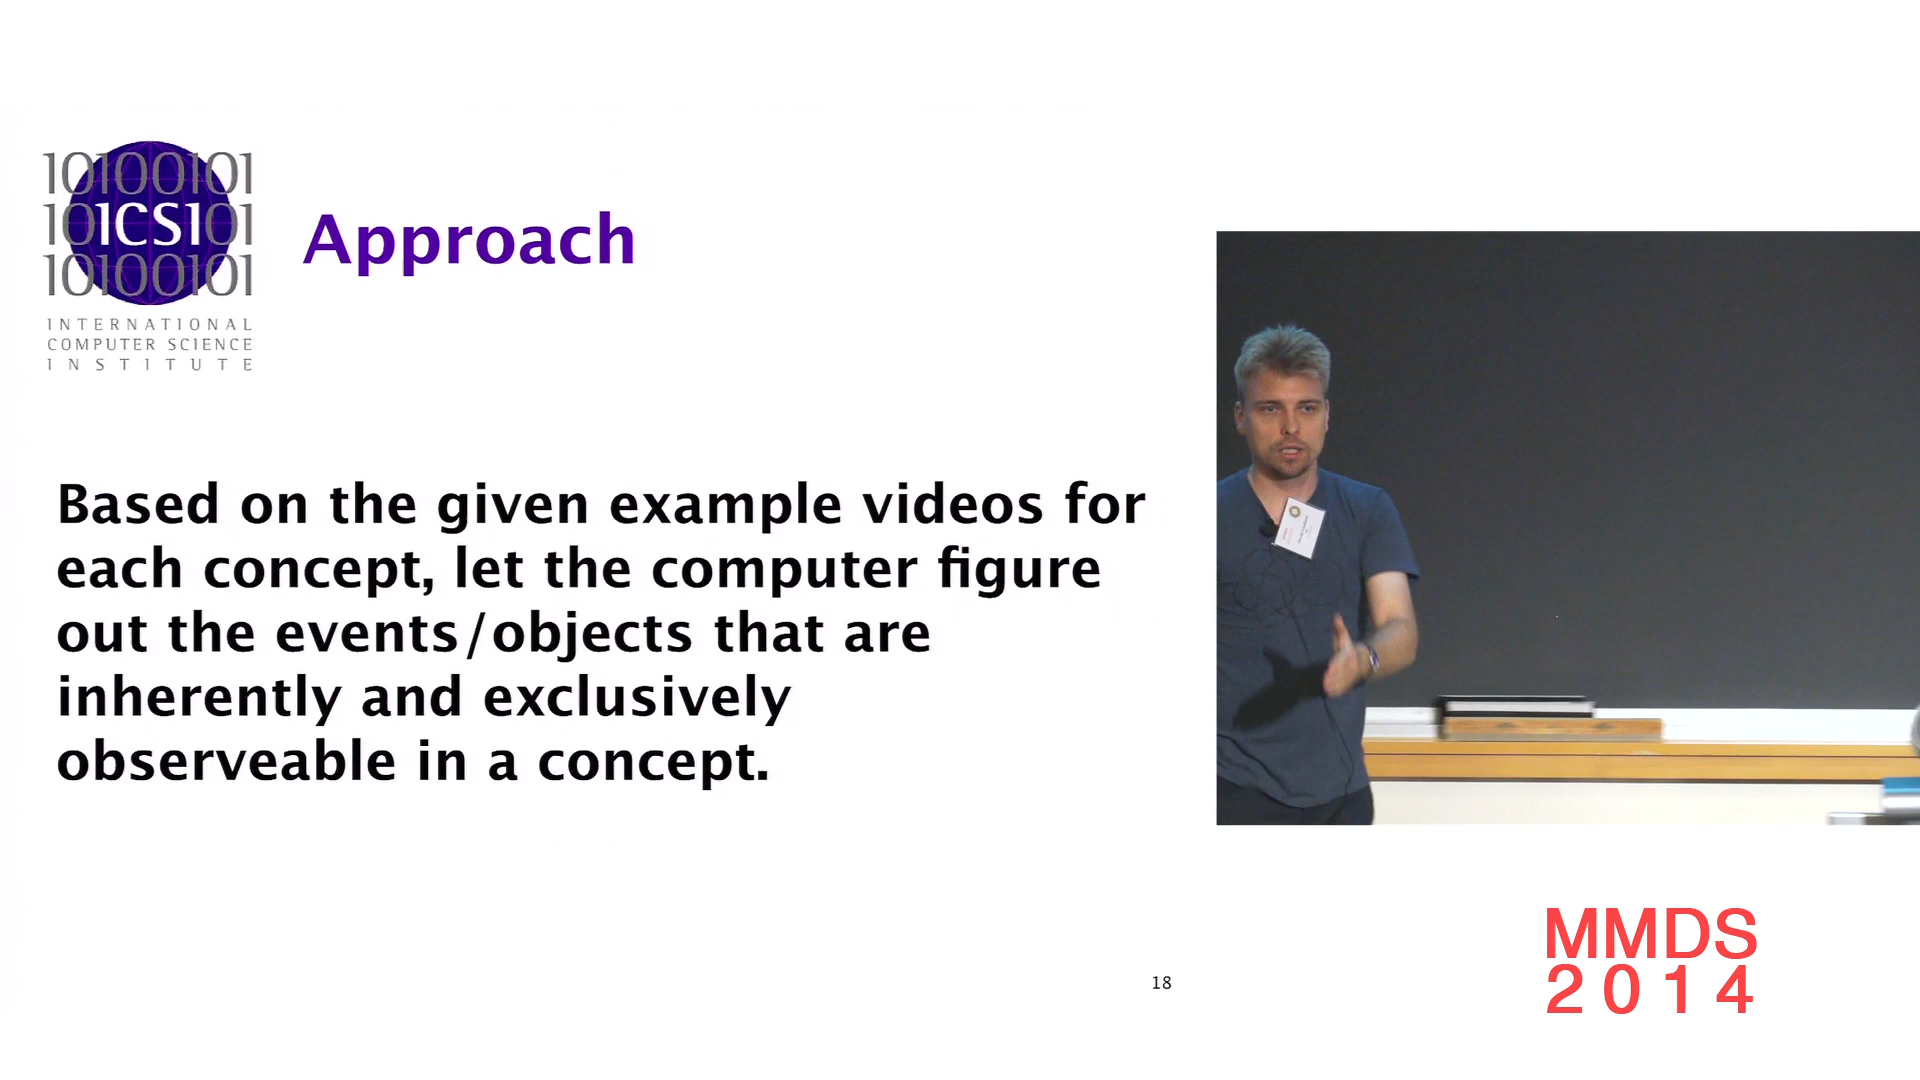 10100101
10ICSI01
10100101
INTERNATIONAL
COMPUTER SCIENCE
INSTITUTE
Approach
Based on the given example videos for
each concept, let the computer figure
out the events/objects that are
inherently and exclusively
observeable in a concept.
18
MMDS
2014